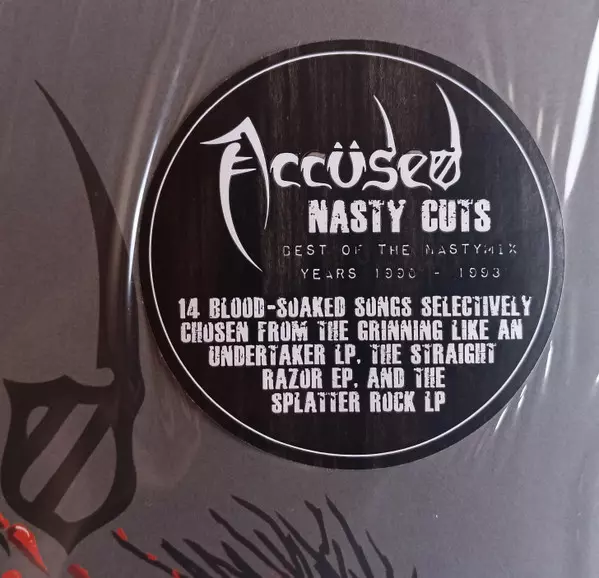 Accüsed
NASTY CUTS
BEST OF THE NASTYMIX
YEARS 1990 - 1993
14 BLOOD-SOAKED SONGS SELECTIVELY
CHOSEN FROM THE GRINNING LIKE AN
UNDERTAKER LP, THE STRAIGHT
RAZOR EP, AND THE
SPLATTER ROCK LP